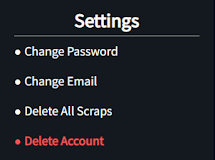 Settings
● Change Password
● Change Email
● Delete All Scraps
● Delete Account